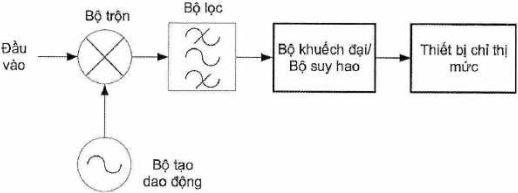 Đầu
vào
Bộ trộn
Bộ lọc
Bộ khuếch đại/
Bộ suy hao
Thiết bị chỉ thị
mức
Bộ tạo
dao động